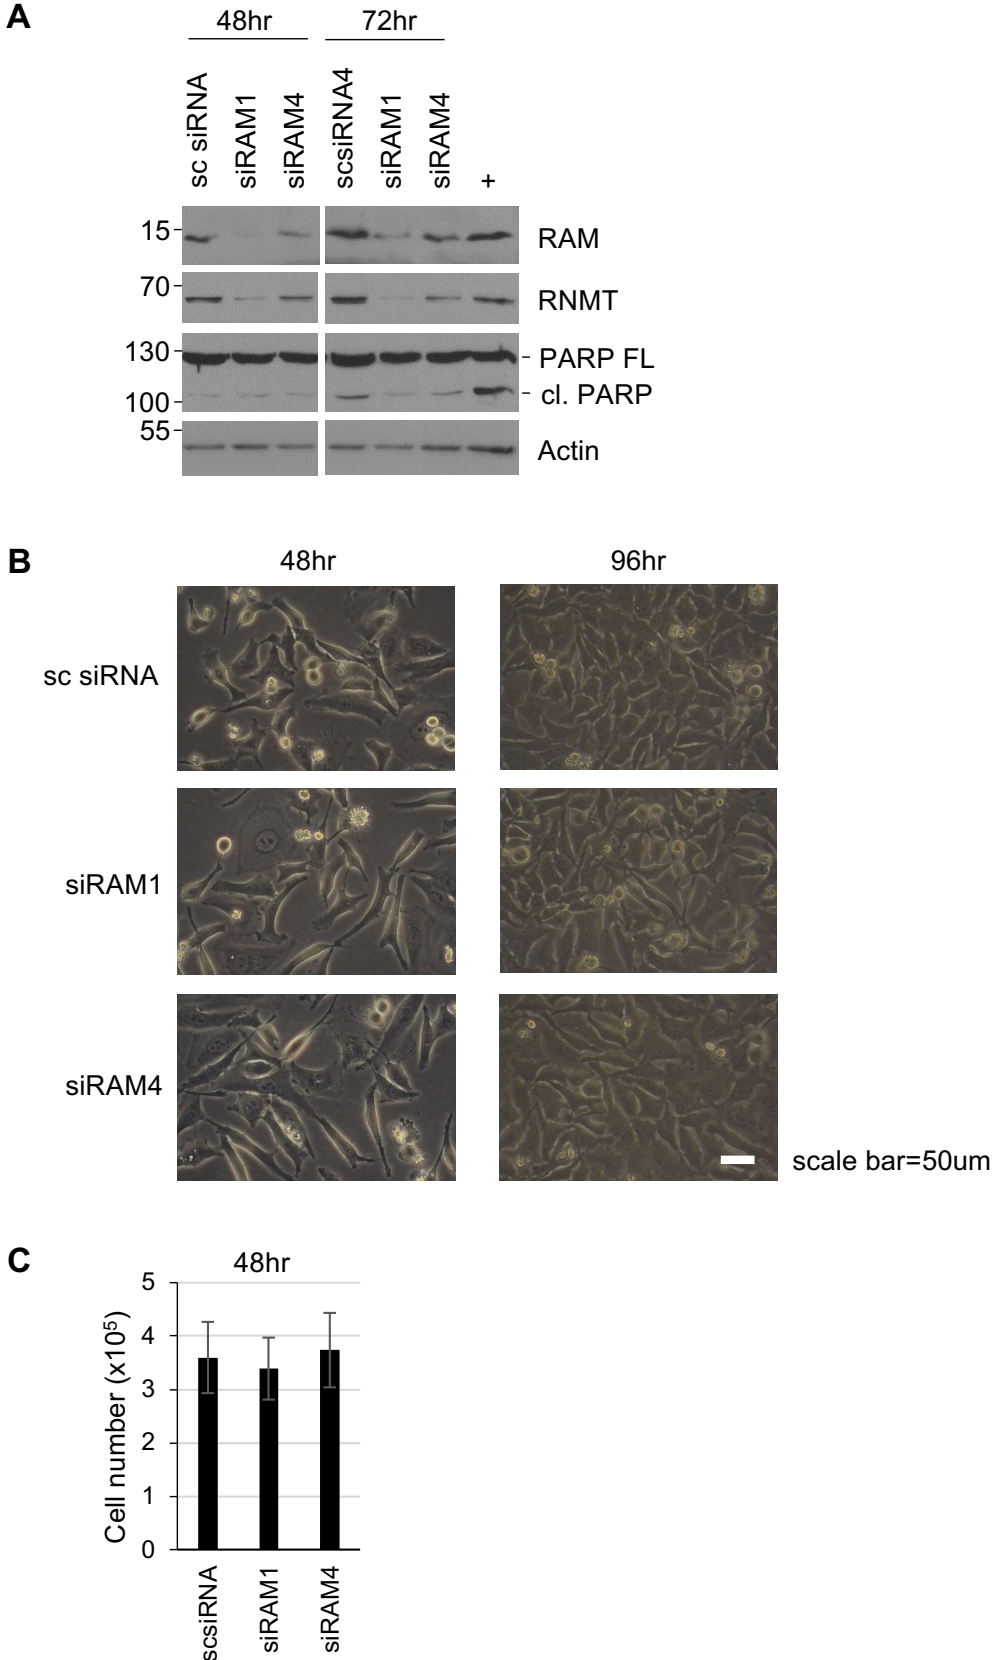 A
48hr 72hr
sc siRNA
siRAM1
siRAM4
scsiRNA4
siRAM1
siRAM4
+
15 RAM
70 RNMT
130 PARP FL
100 cl. PARP
55 Actin
B
48hr 96hr
sc siRNA
siRAM1
siRAM4
scale bar=50um
C
48hr
Cell number (x10⁵)
5
4
3
2
1
0
scsiRNA
siRAM1
siRAM4